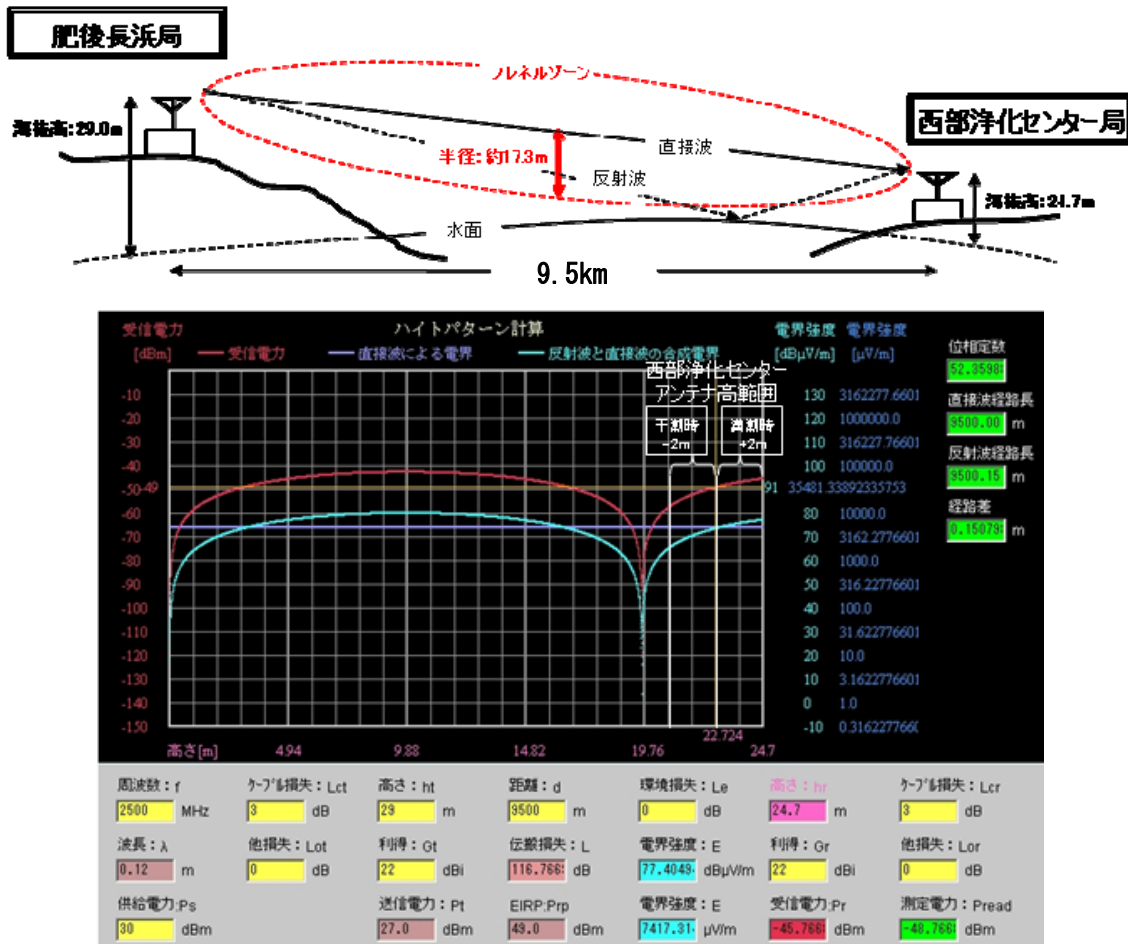 肥後長浜局
フレネルゾーン
海抜高:29.0m
西部浄化センター局
直接波
半径:約17.3m
反射波
海抜高:24.7m
水面
9.5km
受信電力
ハイトパターン計算
電界強度 電界強度
[dBm]
受信電力
直接波による電界
反射波と直接波の合成電界
[dBμV/m] [μV/m]
位相定数
52.3598
西部浄化センター
アンテナ高範囲
干潮時
-2m
満潮時
+2m
直接波経路長
9500.00 m
反射波経路長
9500.15 m
経路差
0.15079 m
-10 130 3162277.6601
-20 120 1000000.0
-30 110 316227.76601
-40 100 100000.0
-50 -49 91 35481.33892335753
-60 80 10000.0
-70 70 3162.2776601
-80 60 1000.0
-90 50 316.22776601
-100 40 100.0
-110 30 31.622776601
-120 20 10.0
-130 10 3.1622776601
-140 0 1.0
-150 -10 0.316227766
高さ[m] 4.94 9.88 14.82 19.76 22.724 24.7
周波数:f ケーブル損失:Lct 高さ:ht 距離:d 環境損失:Le 高さ:hr ケーブル損失:Lcr
2500 MHz 3 dB 29 m 9500 m 0 dB 24.7 m 3 dB
波長:λ 他損失:Lot 利得:Gt 伝搬損失:L 電界強度:E 利得:Gr 他損失:Lor
0.12 m 0 dB 22 dBi 116.766 dB 77.4049 dBμV/m 22 dBi 0 dB
供給電力:Ps 送信電力:Pt EIRP:Prp 電界強度:E 受信電力:Pr 測定電力:Pread
30 dBm 27.0 dBm 49.0 dBm 7417.31 μV/m -45.766 dBm -48.766 dBm